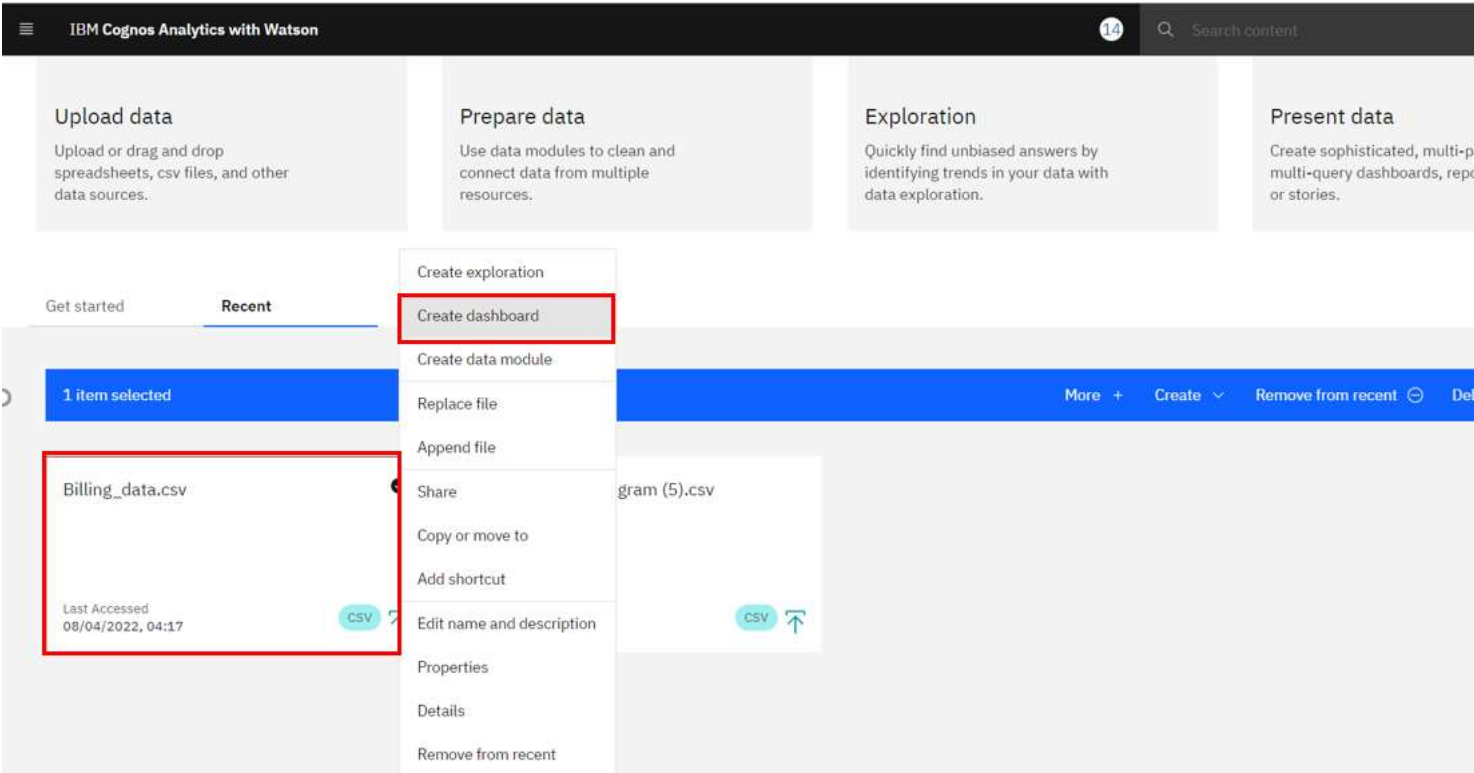 IBM Cognos Analytics with Watson
14
Search content
Upload data
Upload or drag and drop
spreadsheets, csv files, and other
data sources.
Prepare data
Use data modules to clean and
connect data from multiple
resources.
Exploration
Quickly find unbiased answers by
identifying trends in your data with
data exploration.
Present data
Create sophisticated, multi-p
multi-query dashboards, repo
or stories.
Get started
Recent
Create exploration
Create dashboard
Create data module
Replace file
Append file
Share
Copy or move to
Add shortcut
Edit name and description
Properties
Details
Remove from recent
1 item selected
More +
Create
Remove from recent
Del
Billing_data.csv
Last Accessed
08/04/2022, 04:17
CSV
gram (5).csv
CSV